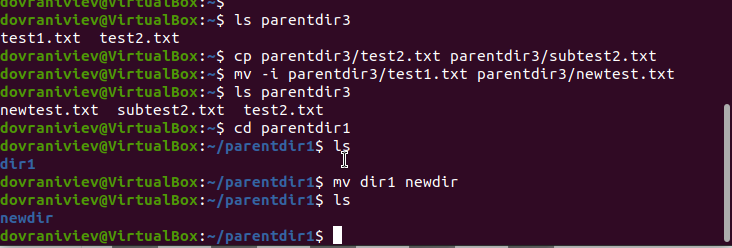 dovraniviev@VirtualBox:~$
dovraniviev@VirtualBox:~$ ls parentdir3
test1.txt  test2.txt
dovraniviev@VirtualBox:~$ cp parentdir3/test2.txt parentdir3/subtest2.txt
dovraniviev@VirtualBox:~$ mv -i parentdir3/test1.txt parentdir3/newtest.txt
dovraniviev@VirtualBox:~$ ls parentdir3
newtest.txt  subtest2.txt  test2.txt
dovraniviev@VirtualBox:~$ cd parentdir1
dovraniviev@VirtualBox:~/parentdir1$ ls
dir1
dovraniviev@VirtualBox:~/parentdir1$ mv dir1 newdir
dovraniviev@VirtualBox:~/parentdir1$ ls
newdir
dovraniviev@VirtualBox:~/parentdir1$